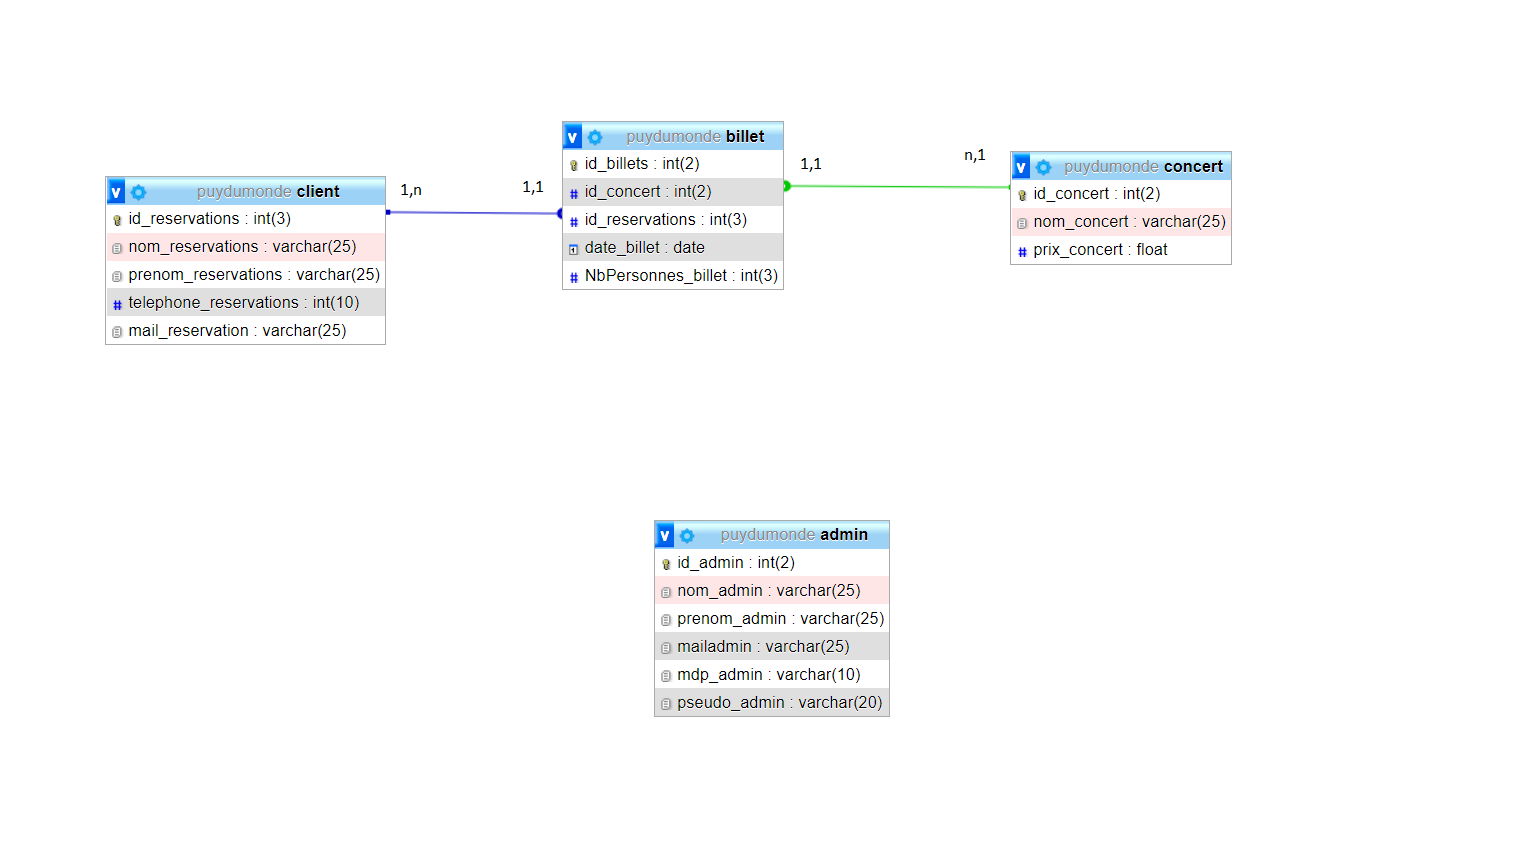 puydumonde client
id_reservations : int(3)
nom_reservations : varchar(25)
prenom_reservations : varchar(25)
telephone_reservations : int(10)
mail_reservation : varchar(25)
1,n
1,1
puydumonde billet
id_billets : int(2)
id_concert : int(2)
id_reservations : int(3)
date_billet : date
NbPersonnes_billet : int(3)
1,1
n,1
puydumonde concert
id_concert : int(2)
nom_concert : varchar(25)
prix_concert : float
puydumonde admin
id_admin : int(2)
nom_admin : varchar(25)
prenom_admin : varchar(25)
mailadmin : varchar(25)
mdp_admin : varchar(10)
pseudo_admin : varchar(20)